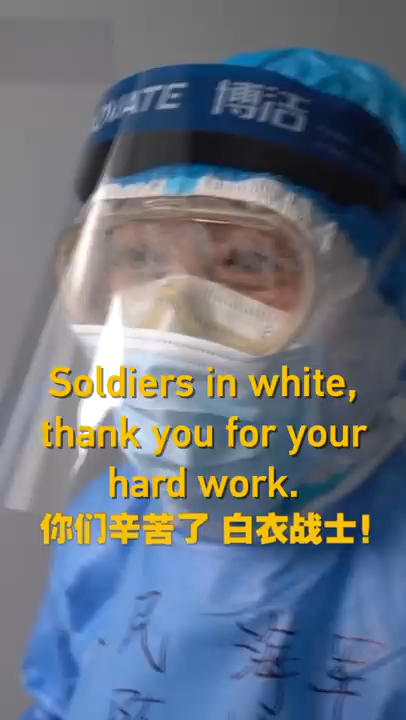 博活
Soldiers in white,
thank you for your
hard work.
你们辛苦了 白衣战士!